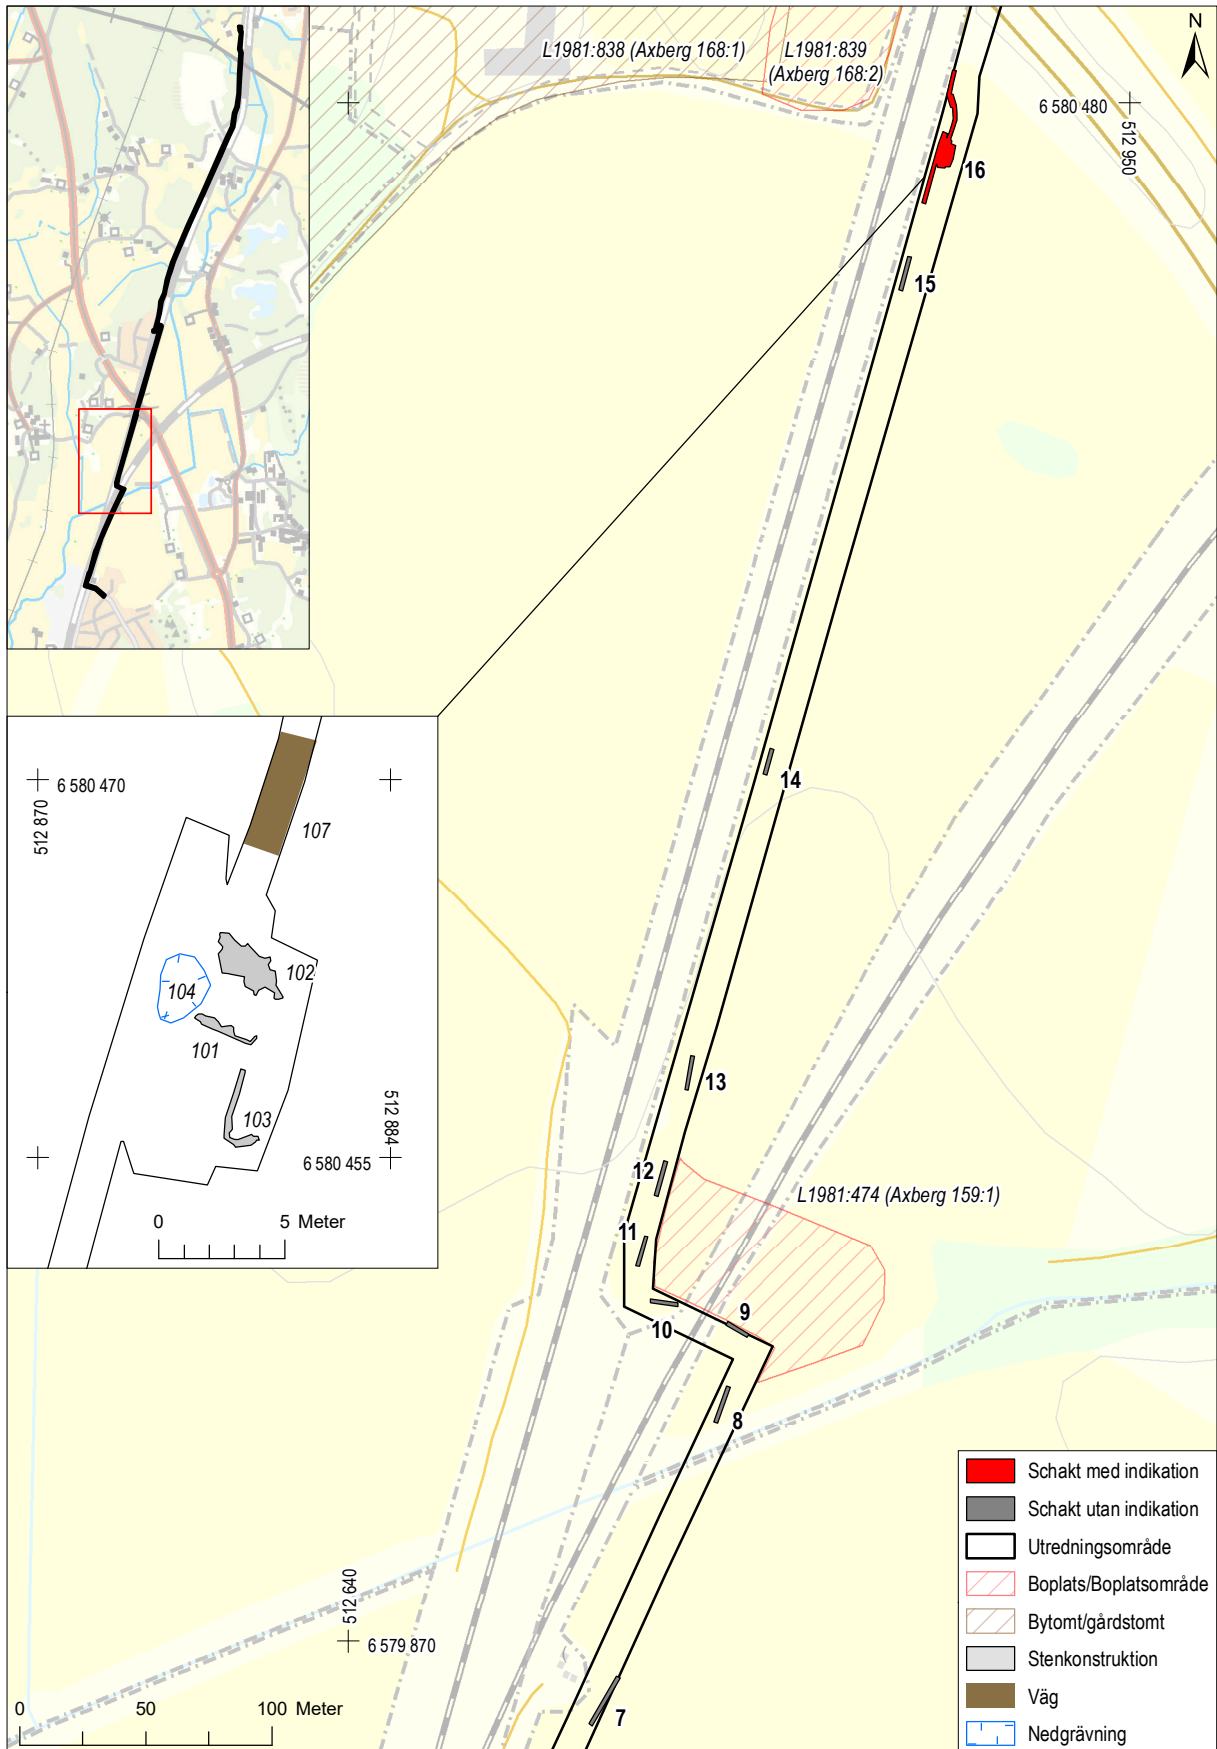 L1981:838 (Axberg 168:1)
L1981:839
(Axberg 168:2)
N
6 580 480
512 950
16
15
14
13
12
11
10
9
8
7
L1981:474 (Axberg 159:1)
512 870
6 580 470
107
102
104
101
103
512 884
6 580 455
0 5 Meter
512 640
6 579 870
0 50 100 Meter
Schakt med indikation
Schakt utan indikation
Utredningsområde
Boplats/Boplatsområde
Bytomt/gårdstomt
Stenkonstruktion
Väg
Nedgrävning